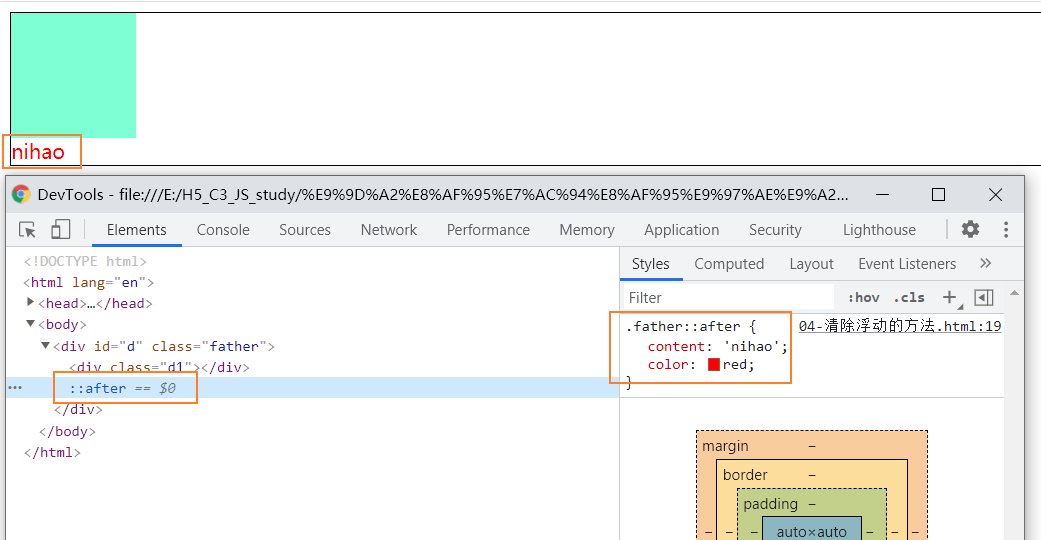 nihao
DevTools - file:///E:/H5_C3_JS_study/%E9%9D%A2%E8%AF%95%E7%AC%94%E8%AF%95%E9%97%AE%E9%A2...
Elements Console Sources Network Performance Memory Application Security Lighthouse
<!DOCTYPE html>
<html lang="en">
<head>…</head>
<body>
<div id="d" class="father">
<div class="d1"></div>
::after == $0
</div>
</body>
</html>
Styles Computed Layout Event Listeners »
Filter :hov .cls +
.father::after { 04-清除浮动的方法.html:19
content: 'nihao';
color: red;
}
margin -
border -
padding -
- - - auto×auto - - -